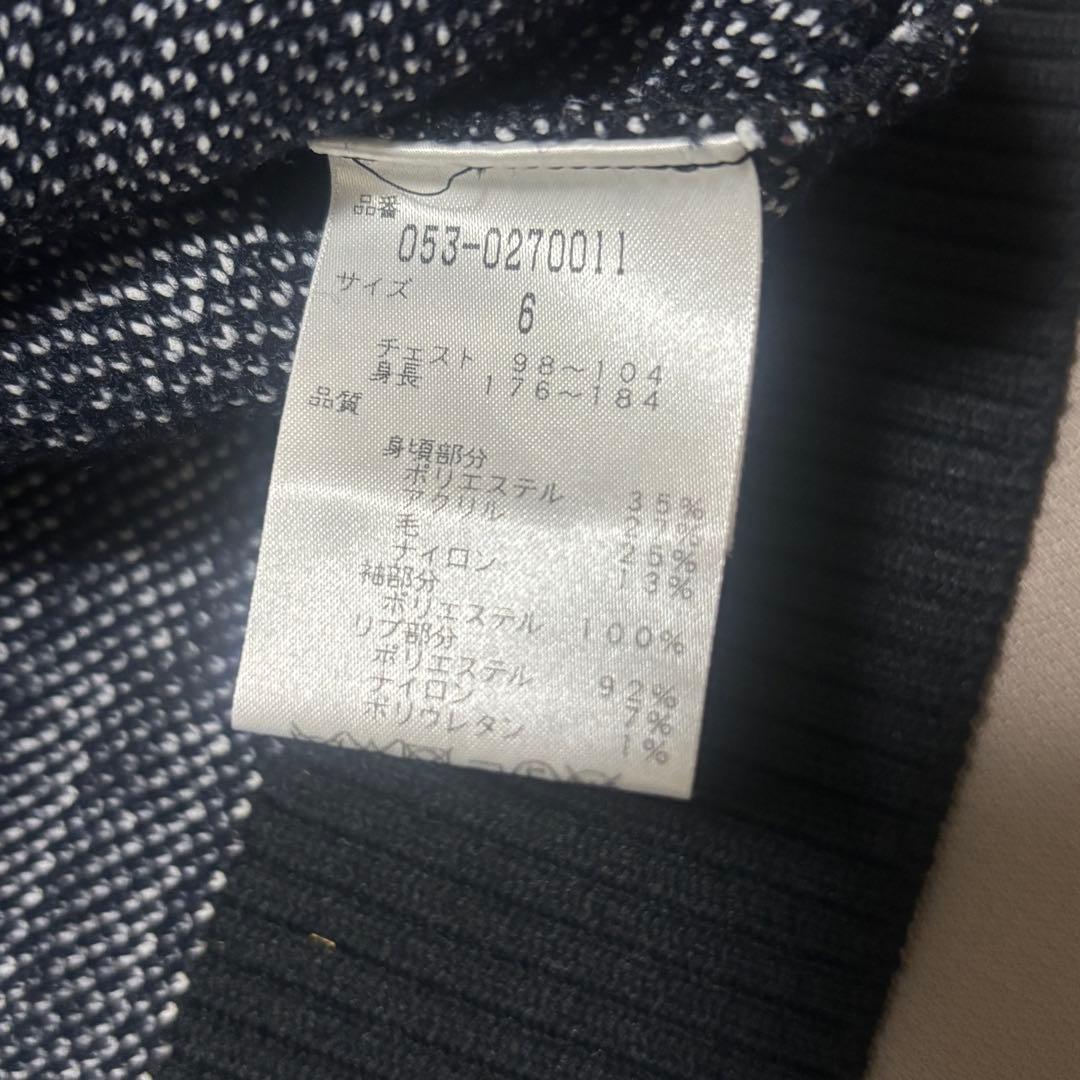 品番
053-0270011
サイズ
6
チェスト 98～104
身長 176～184
品質
身頃部分
ポリエステル 35%
アクリル 27%
毛 25%
ナイロン 13%
袖部分
ポリエステル 100%
リブ部分
ポリエステル 92%
ナイロン 7%
ポリウレタン 1%